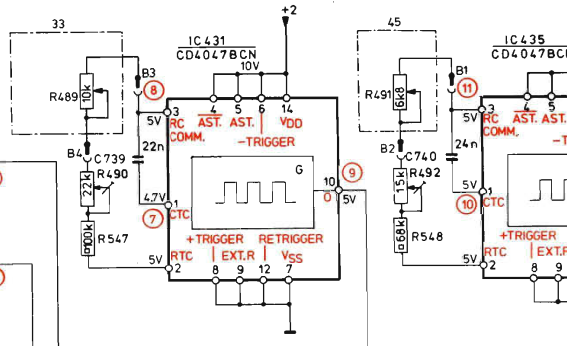 33
45
+2
IC 431
CD4047BCN
10V
IC435
CD4047BCN
B3
8
R489
10k
4
5
6
14
AST. AST.
VDD
-TRIGGER
3
5V
RC
COMM.
22n
B4
C739
R490
22k
4.7V
7
1
CTC
G
10
9
O
5V
R547
100k
+TRIGGER
RETRIGGER
RTC
EXT.R
VSS
5V
2
8
9
12
7
B1
11
R491
6k8
4
5
AST. AST.
3
5V
RC
COMM.
-T
24n
B2
C740
R492
15k
5V
10
1
CTC
R548
68k
+TRIGGER
RTC
EXT.F
5V
2
8
9